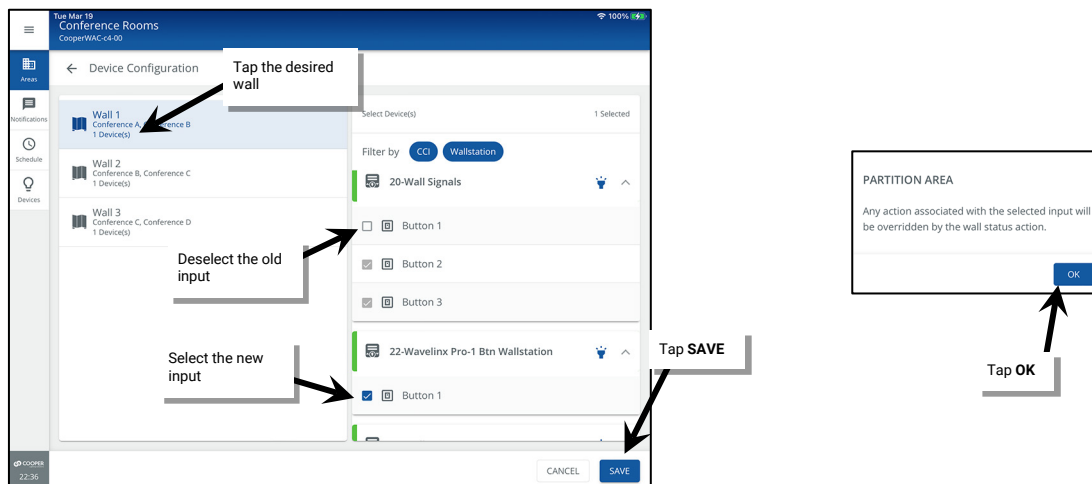 Tue Mar 19
100%
Conference Rooms
CooperWAC-c4-00
Areas
Notifications
Schedule
Devices
Device Configuration
Tap the desired
wall
Wall 1
Conference A, Conference B
1 Device(s)
Wall 2
Conference B, Conference C
1 Device(s)
Wall 3
Conference C, Conference D
1 Device(s)
Select Device(s)
1 Selected
Filter by CCI Wallstation
20-Wall Signals
Button 1
Button 2
Button 3
22-Wavelinx Pro-1 Btn Wallstation
Button 1
Deselect the old
input
Select the new
input
Tap SAVE
COOPER
22:36
CANCEL SAVE
PARTITION AREA
Any action associated with the selected input will
be overridden by the wall status action.
OK
Tap OK